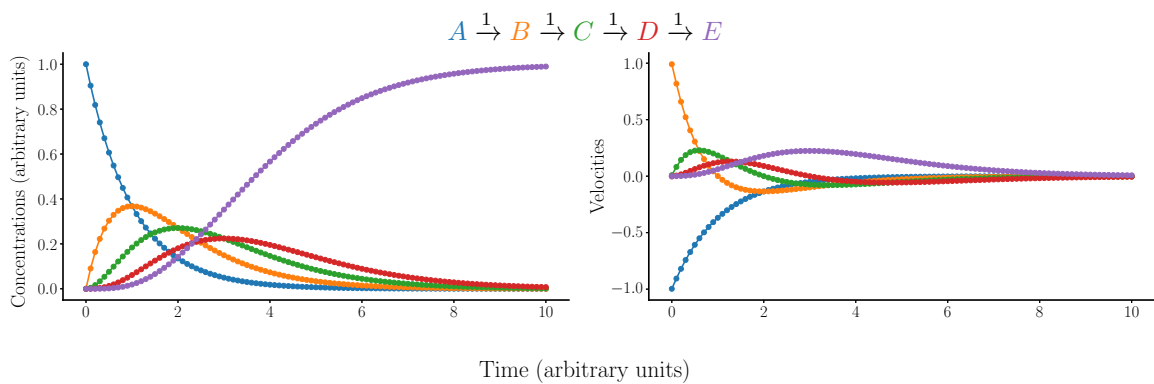 A 1→ B 1→ C 1→ D 1→ E
Concentrations (arbitrary units)
1.0
0.8
0.6
0.4
0.2
0.0
0 2 4 6 8 10
Velocities
1.0
0.5
0.0
−0.5
−1.0
0 2 4 6 8 10
Time (arbitrary units)